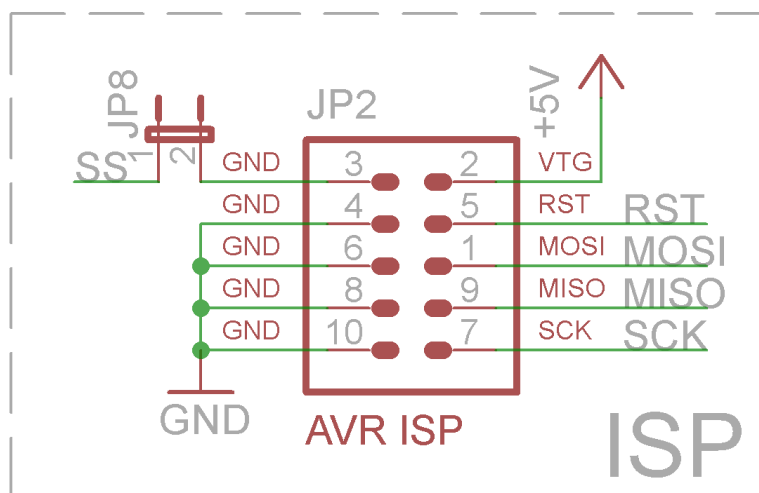 JP8
JP2
+5V
SS 1 2 GND 3 2 VTG
GND 4 5 RST RST
GND 6 1 MOSI MOSI
GND 8 9 MISO MISO
GND 10 7 SCK SCK
GND
AVR ISP
ISP